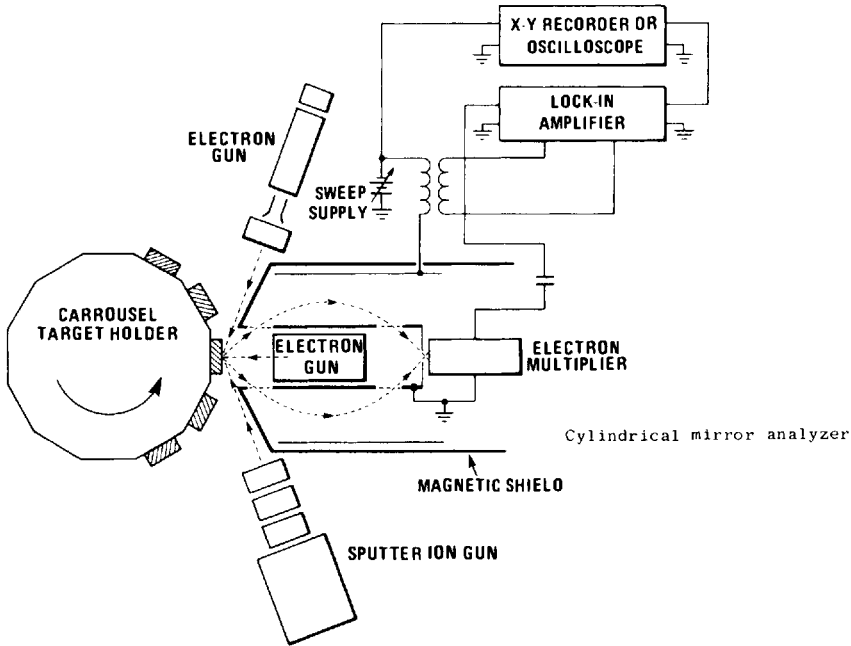 X-Y RECORDER OR
OSCILLOSCOPE
LOCK-IN
AMPLIFIER
ELECTRON
GUN
SWEEP
SUPPLY
CARROUSEL
TARGET HOLDER
ELECTRON
GUN
ELECTRON
MULTIPLIER
Cylindrical mirror analyzer
MAGNETIC SHIELO
SPUTTER ION GUN